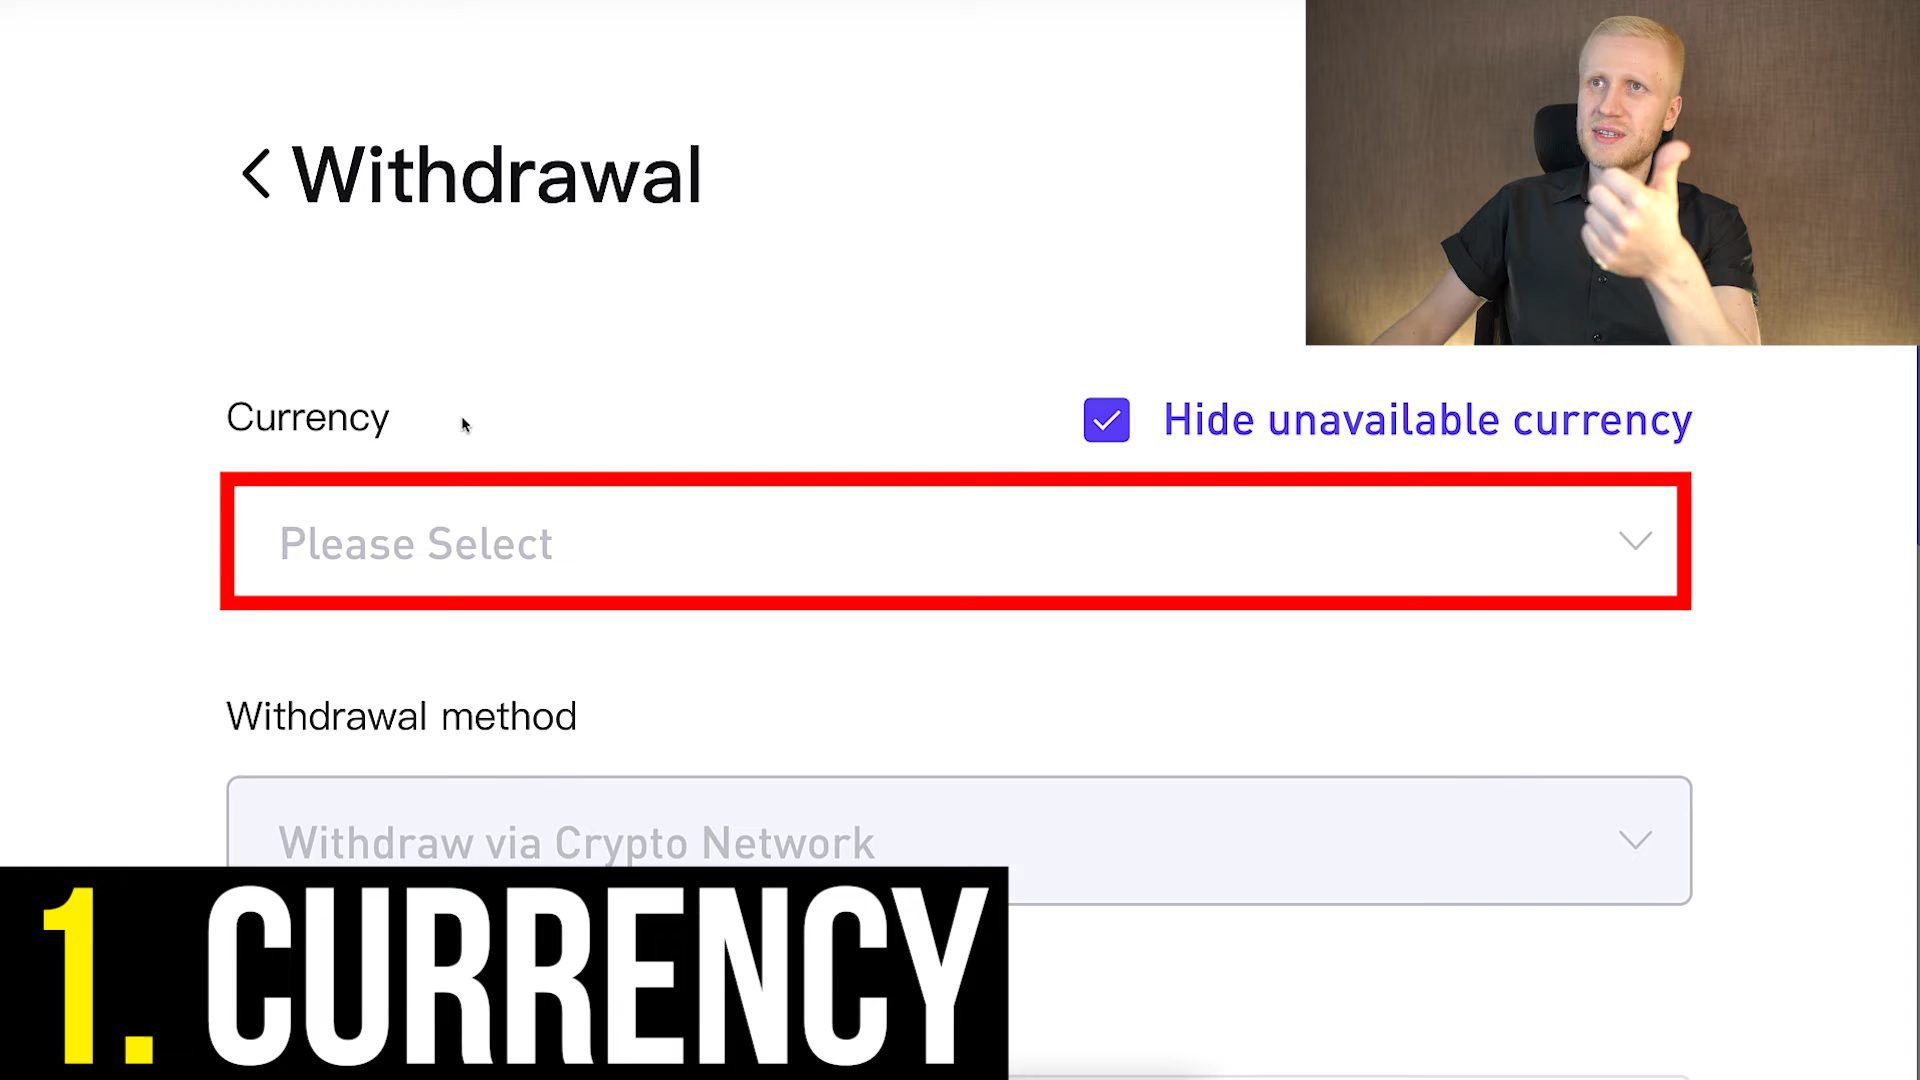 Withdrawal
Currency
Hide unavailable currency
Please Select
Withdrawal method
Withdraw via Crypto Network
1. CURRENCY